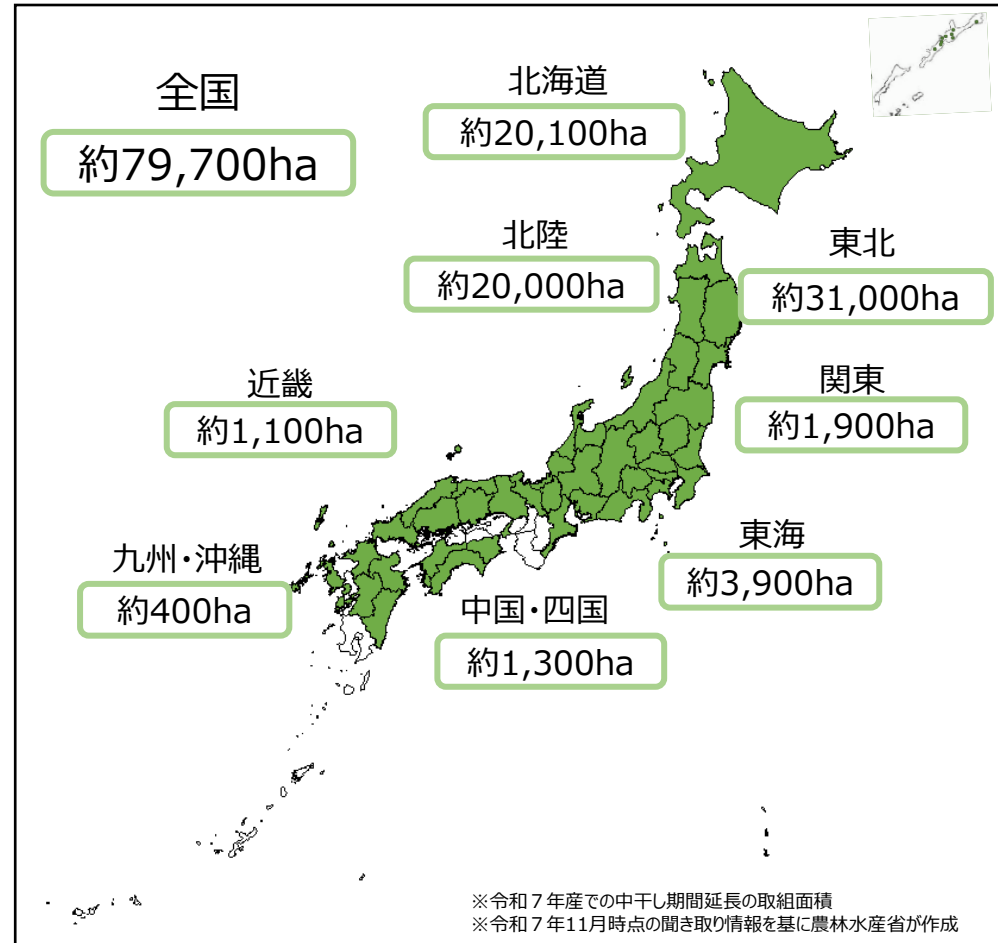 全国
約79,700ha
北海道
約20,100ha
北陸
約20,000ha
東北
約31,000ha
近畿
約1,100ha
関東
約1,900ha
九州・沖縄
約400ha
東海
約3,900ha
中国・四国
約1,300ha
※令和７年産での中干し期間延長の取組面積
※令和７年11月時点の聞き取り情報を基に農林水産省が作成